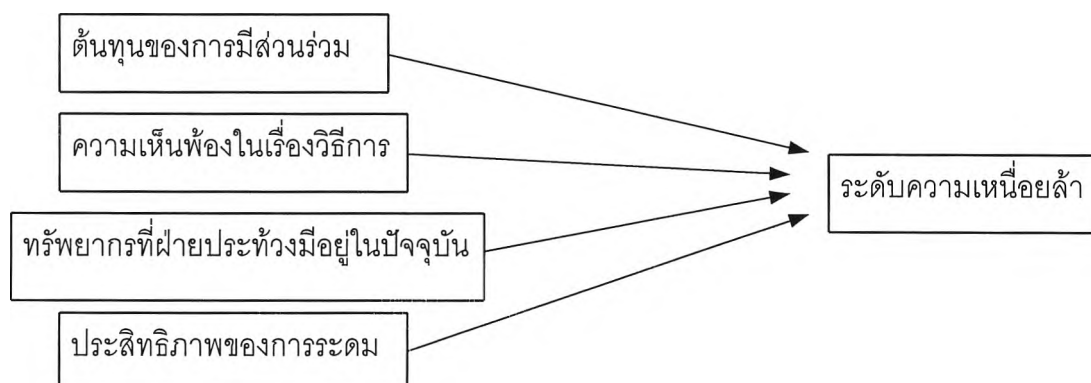 ต้นทุนของการมีส่วนร่วม
ความเห็นพ้องในเรื่องวิธีการ
ระดับความเหนื่อยล้า
ทรัพยากรที่ฝ่ายประท้วงมีอยู่ในปัจจุบัน
ประสิทธิภาพของการระดม